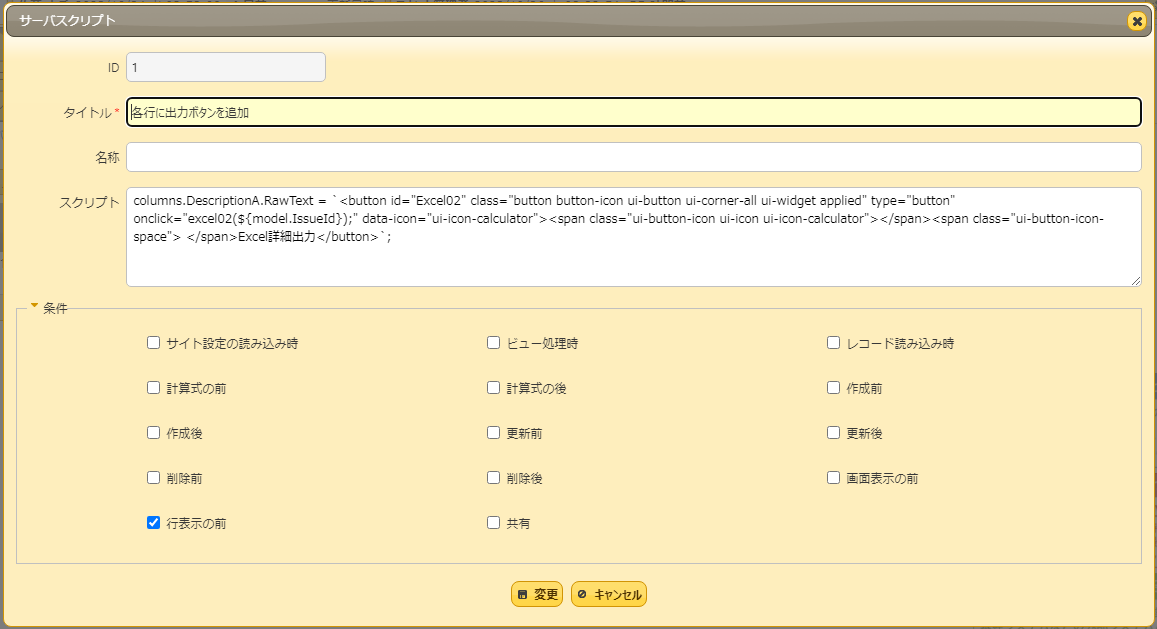 サーバスクリプト
ID 1
タイトル* 各行に出力ボタンを追加
名称
スクリプト columns.DescriptionA.RawText = `<button id="Excel02" class="button button-icon ui-button ui-corner-all ui-widget applied" type="button"
onclick="excel02(${model.IssueId});" data-icon="ui-icon-calculator"><span class="ui-button-icon ui-icon ui-icon-calculator"></span><span class="ui-button-icon-
space"> </span>Excel詳細出力</button>`;
条件
サイト設定の読み込み時 ビュー処理時 レコード読み込み時
計算式の前 計算式の後 作成前
作成後 更新前 更新後
削除前 削除後 画面表示の前
行表示の前 共有
変更 キャンセル